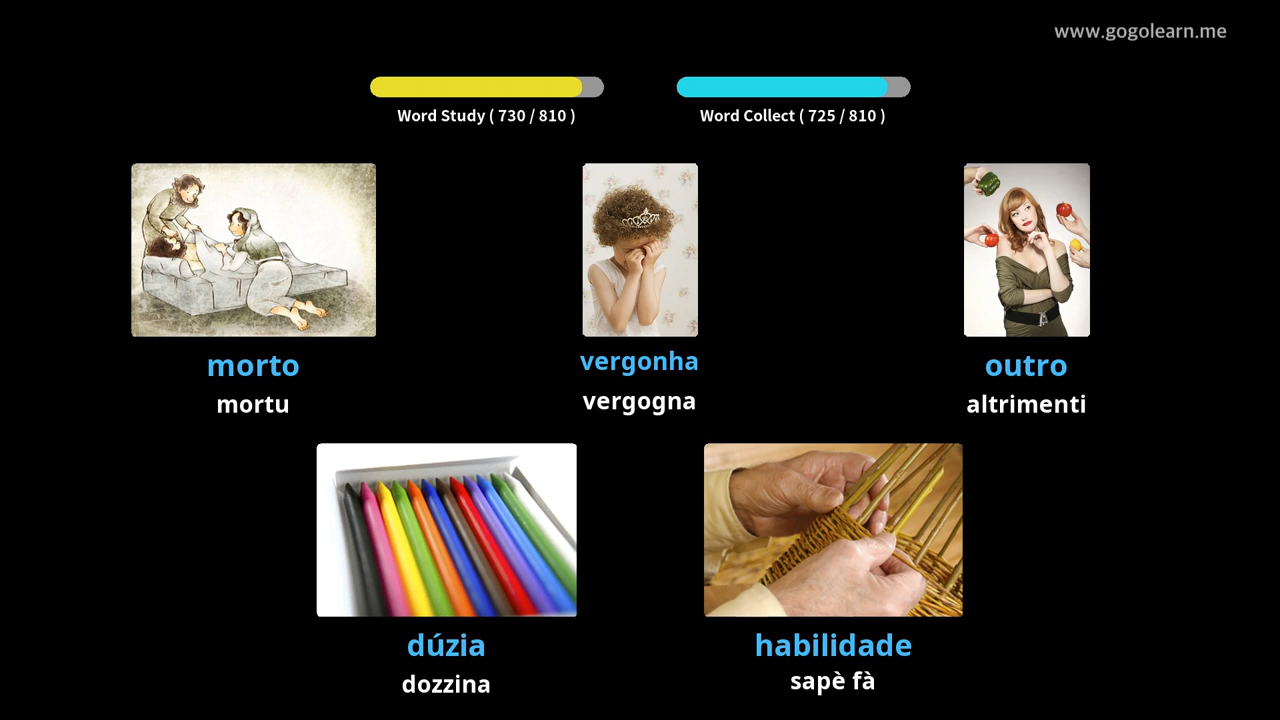 www.gogolearn.me
Word Study ( 730 / 810 )
Word Collect ( 725 / 810 )
morto
mortu
vergonha
vergogna
outro
altrimenti
dúzia
dozzina
habilidade
sapè fà